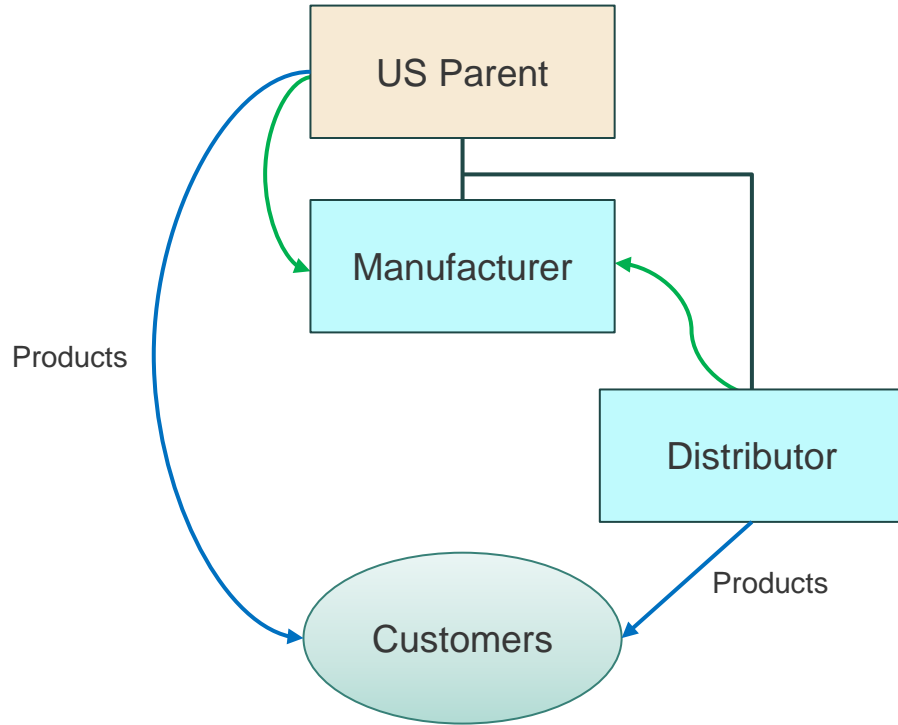 US Parent
Manufacturer
Products
Distributor
Products
Customers